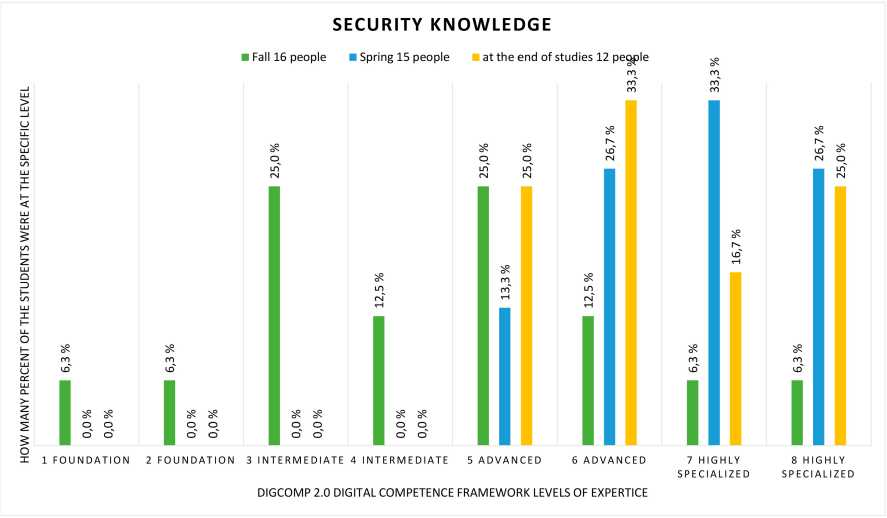 SECURITY KNOWLEDGE
Fall 16 people Spring 15 people at the end of studies 12 people
HOW MANY PERCENT OF THE STUDENTS WERE AT THE SPECIFIC LEVEL
6,3 % 0,0 % 0,0 %
6,3 % 0,0 % 0,0 %
25,0 % 0,0 % 0,0 %
12,5 % 0,0 % 0,0 %
25,0 % 13,3 % 25,0 %
12,5 % 26,7 % 33,3 %
6,3 % 33,3 % 16,7 %
6,3 % 26,7 % 25,0 %
1 FOUNDATION 2 FOUNDATION 3 INTERMEDIATE 4 INTERMEDIATE 5 ADVANCED 6 ADVANCED 7 HIGHLY 8 HIGHLY
SPECIALIZED SPECIALIZED
DIGCOMP 2.0 DIGITAL COMPETENCE FRAMEWORK LEVELS OF EXPERTICE